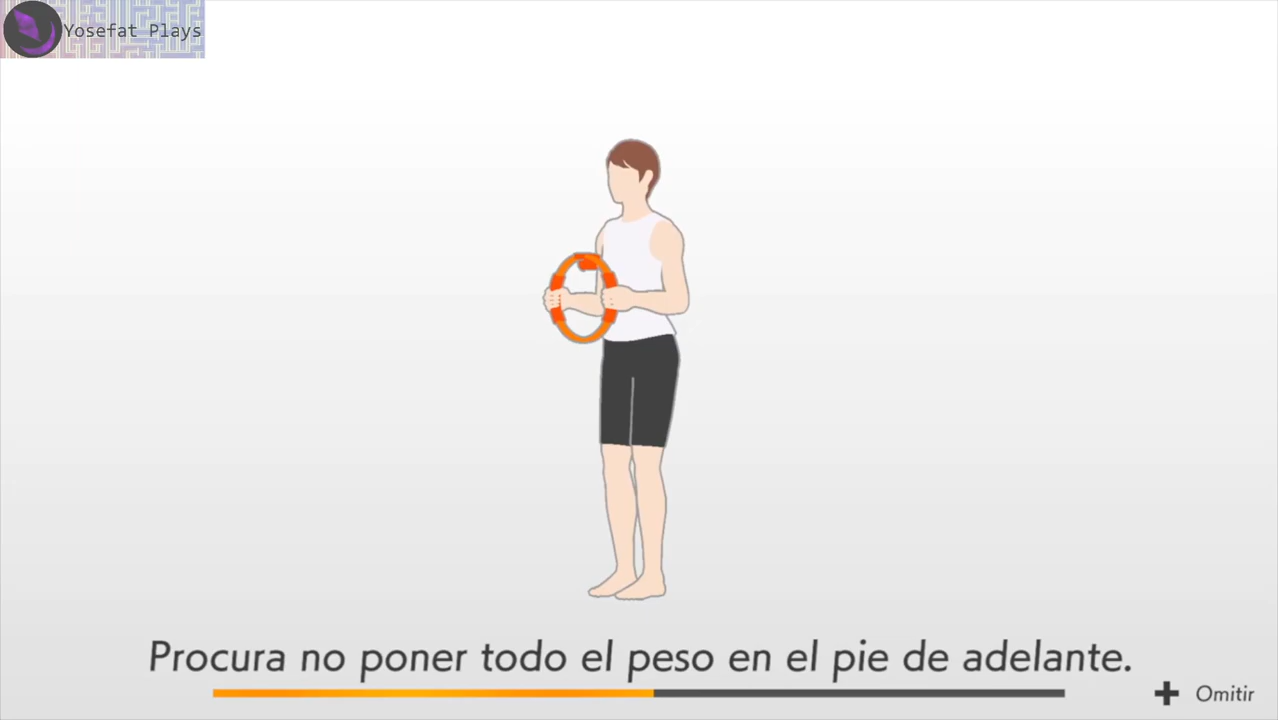 Yosefat Plays
Procura no poner todo el peso en el pie de adelante.
Omitir